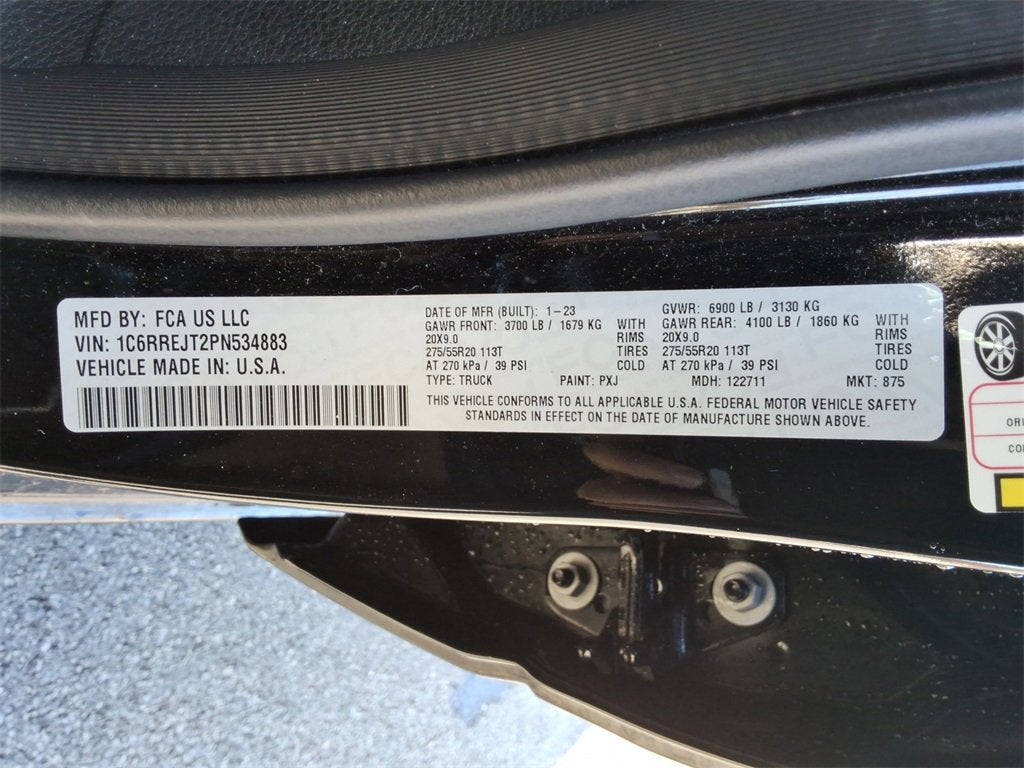 MFD BY: FCA US LLC
VIN: 1C6RREJT2PN534883
VEHICLE MADE IN: U.S.A.
DATE OF MFR (BUILT): 1-23
GAWR FRONT: 3700 LB / 1679 KG WITH
20X9.0 RIMS
275/55R20 113T TIRES
AT 270 kPa / 39 PSI COLD
GVWR: 6900 LB / 3130 KG
GAWR REAR: 4100 LB / 1860 KG WITH
20X9.0 RIMS
275/55R20 113T TIRES
AT 270 kPa / 39 PSI COLD
TYPE: TRUCK PAINT: PXJ MDH: 122711 MKT: 875
THIS VEHICLE CONFORMS TO ALL APPLICABLE U.S.A. FEDERAL MOTOR VEHICLE SAFETY
STANDARDS IN EFFECT ON THE DATE OF MANUFACTURE SHOWN ABOVE.